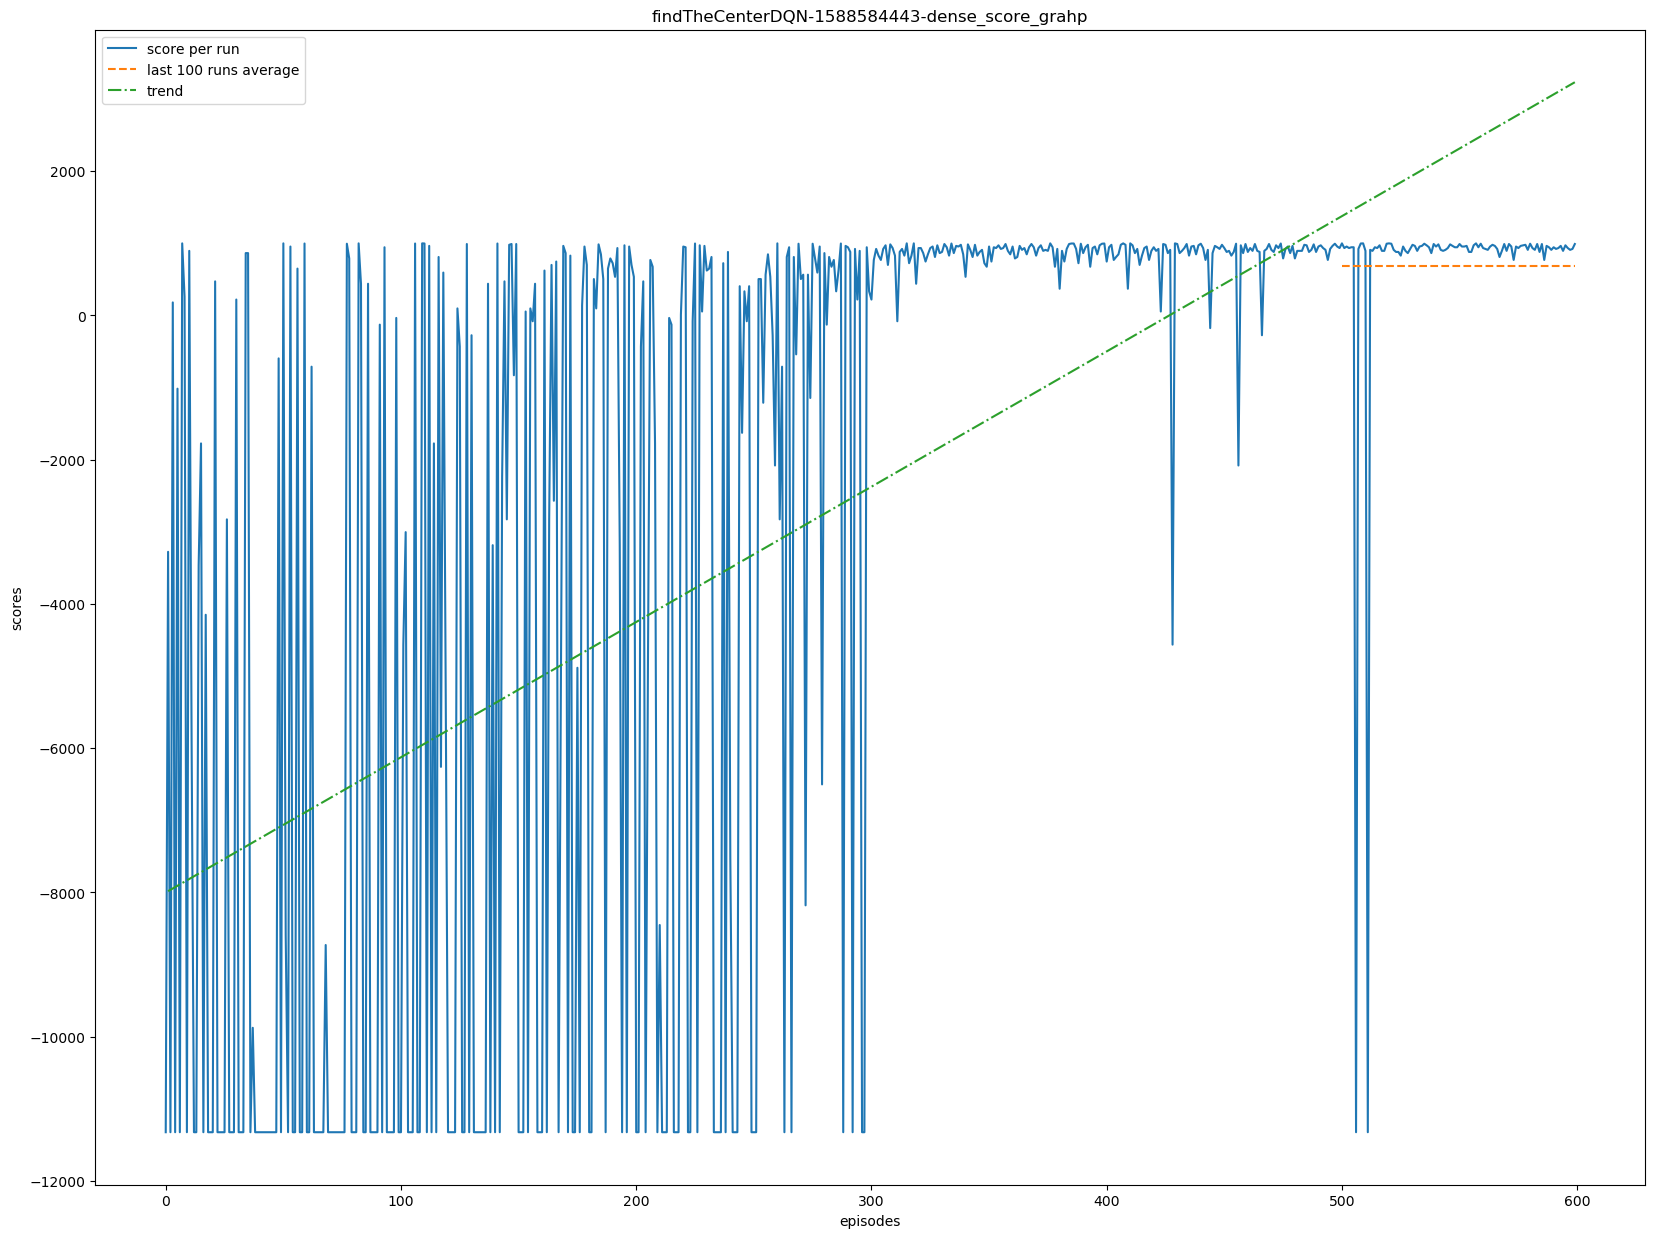 findTheCenterDQN-1588584443-dense_score_grahp
score per run
last 100 runs average
trend
2000
0
−2000
−4000
−6000
−8000
−10000
−12000
scores
0 100 200 300 400 500 600
episodes